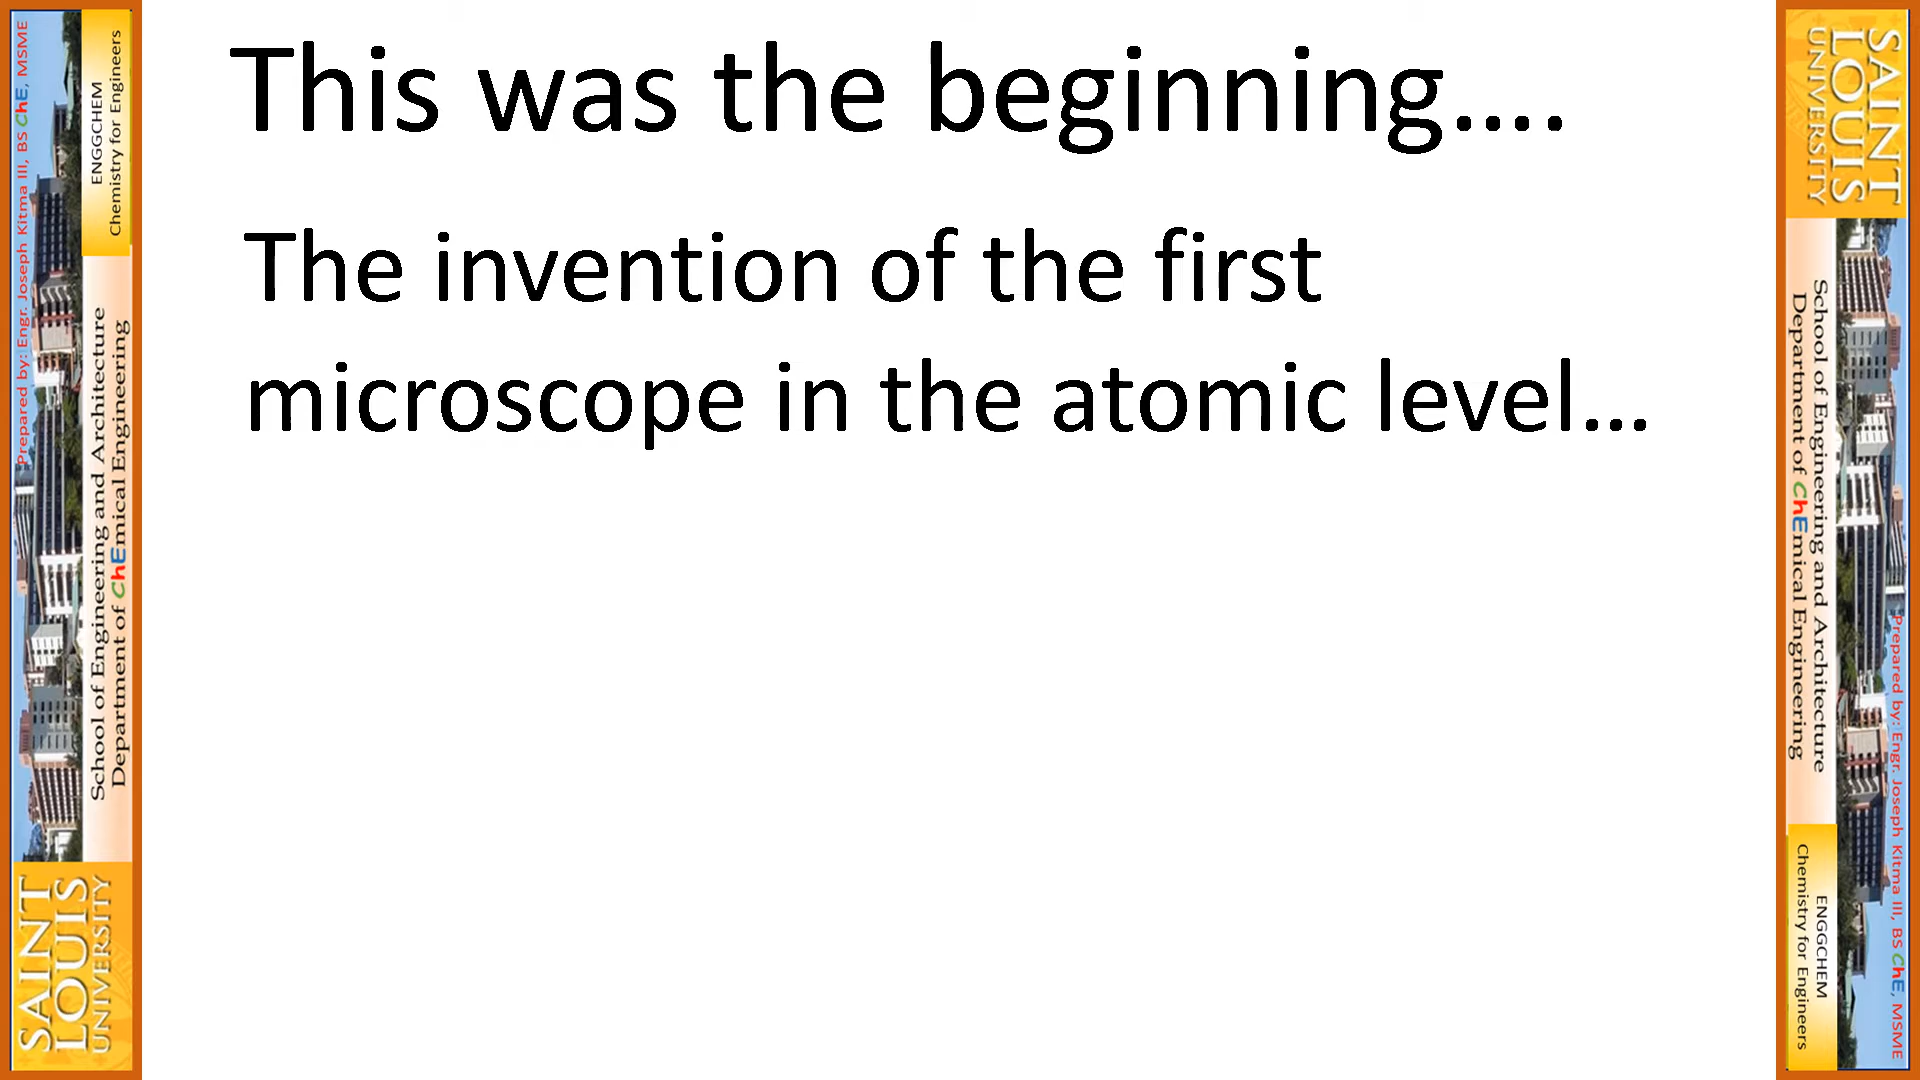 This was the beginning....
The invention of the first
microscope in the atomic level...
Prepared by: Engr. Joseph Kitma III, BS ChE, MSME
ENGGCHEM
Chemistry for Engineers
School of Engineering and Architecture
Department of ChEmical Engineering
SAINT
LOUIS
UNIVERSITY
SAINT
LOUIS
UNIVERSITY
School of Engineering and Architecture
Department of ChEmical Engineering
ENGGCHEM
Chemistry for Engineers
Prepared by: Engr. Joseph Kitma III, BS ChE, MSME